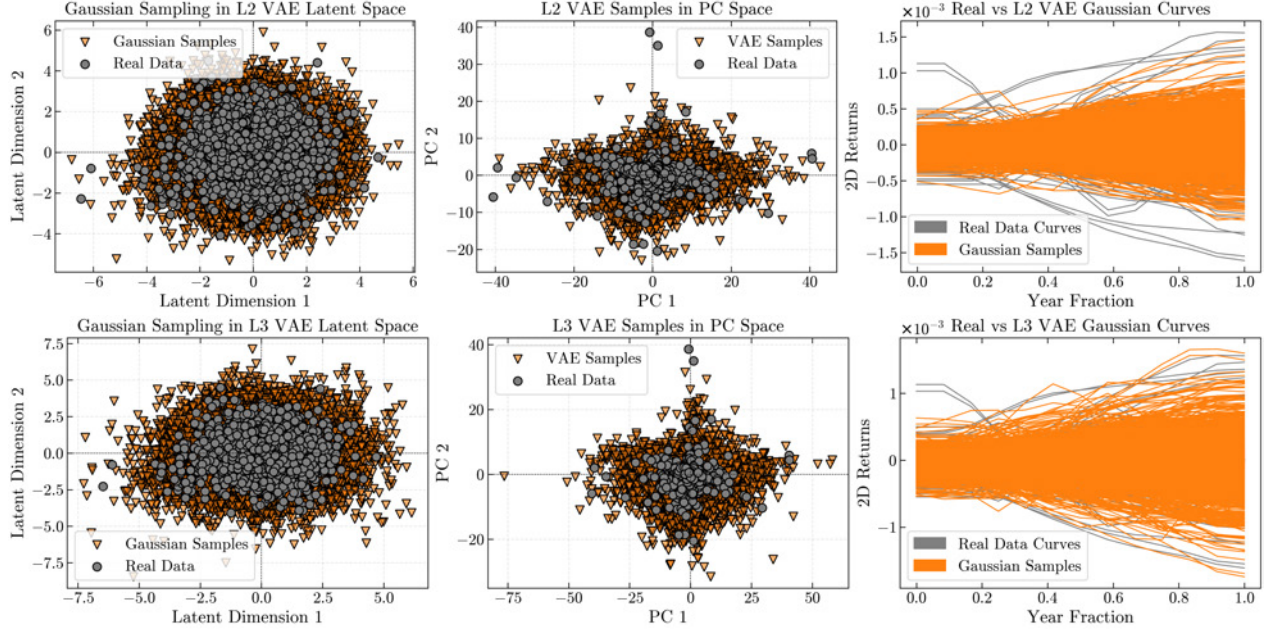 Gaussian Sampling in L2 VAE Latent Space
6
4
2
0
−2
−4
Latent Dimension 2
Gaussian Samples
Real Data
−6
−4
−2
0
2
4
6
Latent Dimension 1
L2 VAE Samples in PC Space
40
30
20
10
0
−10
−20
PC 2
VAE Samples
Real Data
−40
−20
0
20
40
PC 1
×10⁻³ Real vs L2 VAE Gaussian Curves
1.5
1.0
0.5
0.0
−0.5
−1.0
−1.5
2D Returns
Real Data Curves
Gaussian Samples
0.0
0.2
0.4
0.6
0.8
1.0
Year Fraction
Gaussian Sampling in L3 VAE Latent Space
7.5
5.0
2.5
0.0
−2.5
−5.0
−7.5
Latent Dimension 2
Gaussian Samples
Real Data
−7.5
−5.0
−2.5
0.0
2.5
5.0
Latent Dimension 1
L3 VAE Samples in PC Space
40
20
0
−20
PC 2
VAE Samples
Real Data
−75
−50
−25
0
25
50
PC 1
×10⁻³ Real vs L3 VAE Gaussian Curves
1
0
−1
2D Returns
Real Data Curves
Gaussian Samples
0.0
0.2
0.4
0.6
0.8
1.0
Year Fraction